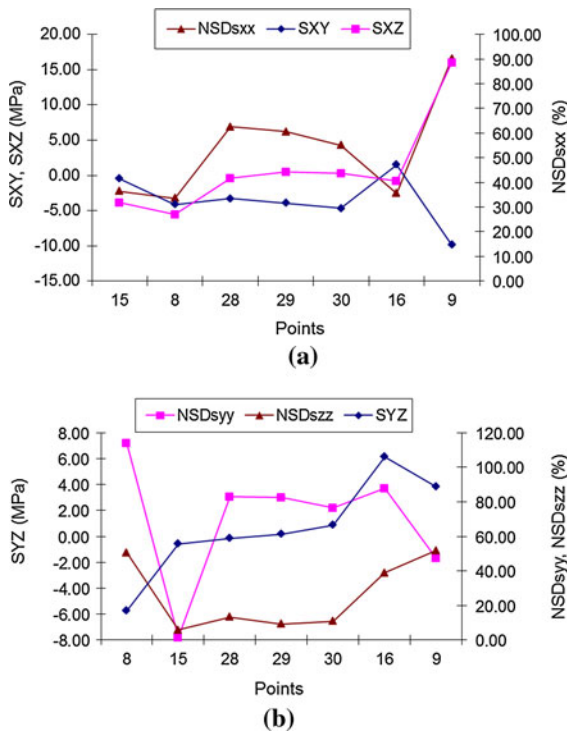 NSDsxx SXY SXZ
20.00
15.00
10.00
5.00
0.00
-5.00
-10.00
-15.00
SXY, SXZ (MPa)
100.00
90.00
80.00
70.00
60.00
50.00
40.00
30.00
20.00
10.00
0.00
NSDsxx (%)
15 8 28 29 30 16 9
Points
(a)
NSDsyy NSDszz SYZ
8.00
6.00
4.00
2.00
0.00
-2.00
-4.00
-6.00
-8.00
SYZ (MPa)
120.00
100.00
80.00
60.00
40.00
20.00
0.00
NSDsyy, NSDszz (%)
8 15 28 29 30 16 9
Points
(b)